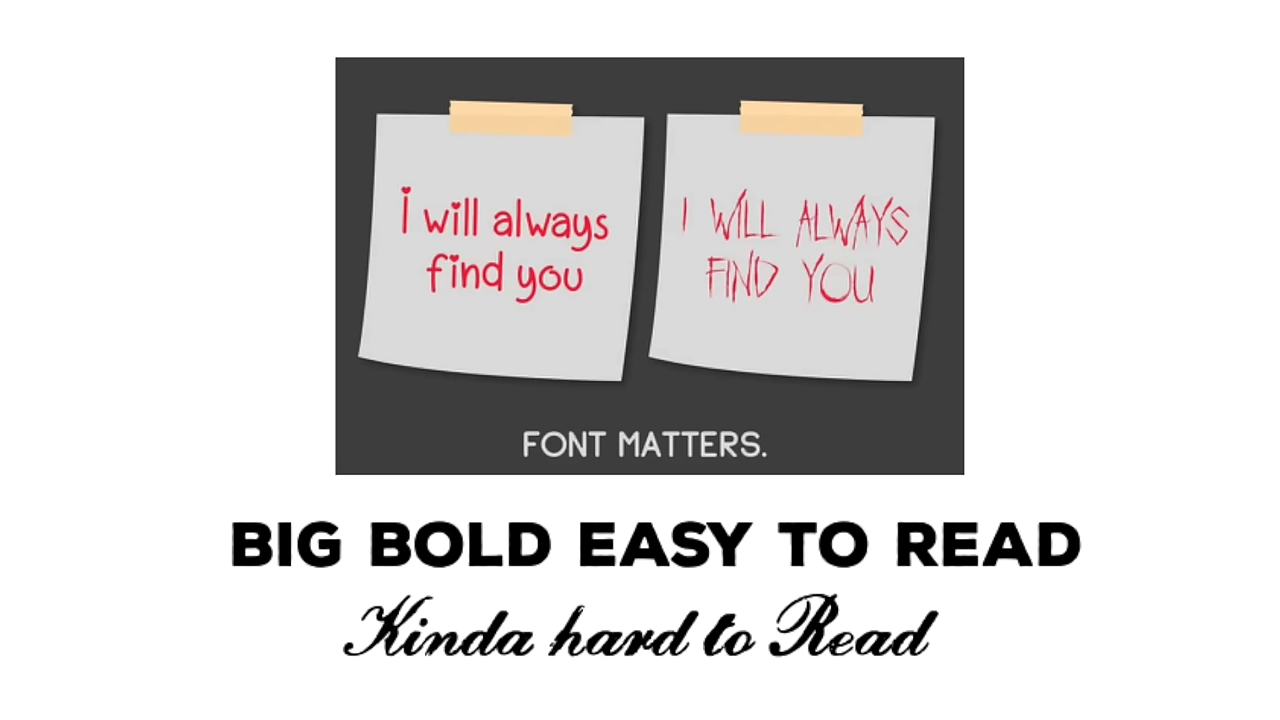 i will always
find you
I WILL ALWAYS
FIND YOU
FONT MATTERS.
BIG BOLD EASY TO READ
Kinda hard to Read